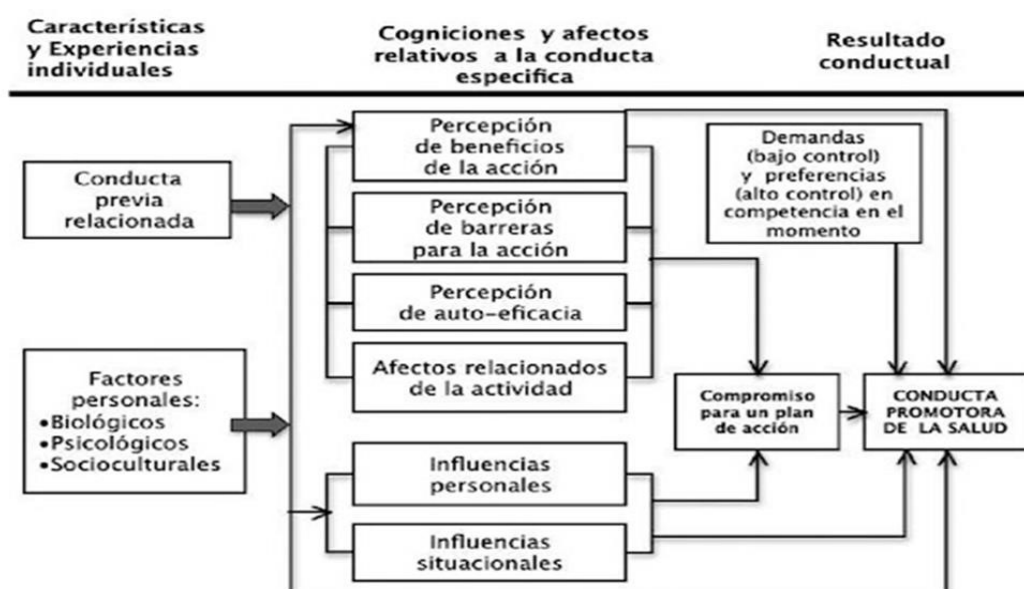 Características
y Experiencias
individuales
Cogniciones y afectos
relativos a la conducta
especifica
Resultado
conductual
Conducta
previa
relacionada
Factores
personales:
•Biológicos
•Psicológicos
•Socioculturales
Percepción
de beneficios
de la acción
Percepción
de barreras
para la acción
Percepción
de auto-eficacia
Afectos relacionados
de la actividad
Influencias
personales
Influencias
situacionales
Demandas
(bajo control)
y preferencias
(alto control) en
competencia en el
momento
Compromiso
para un plan
de acción
CONDUCTA
PROMOTORA
DE LA SALUD